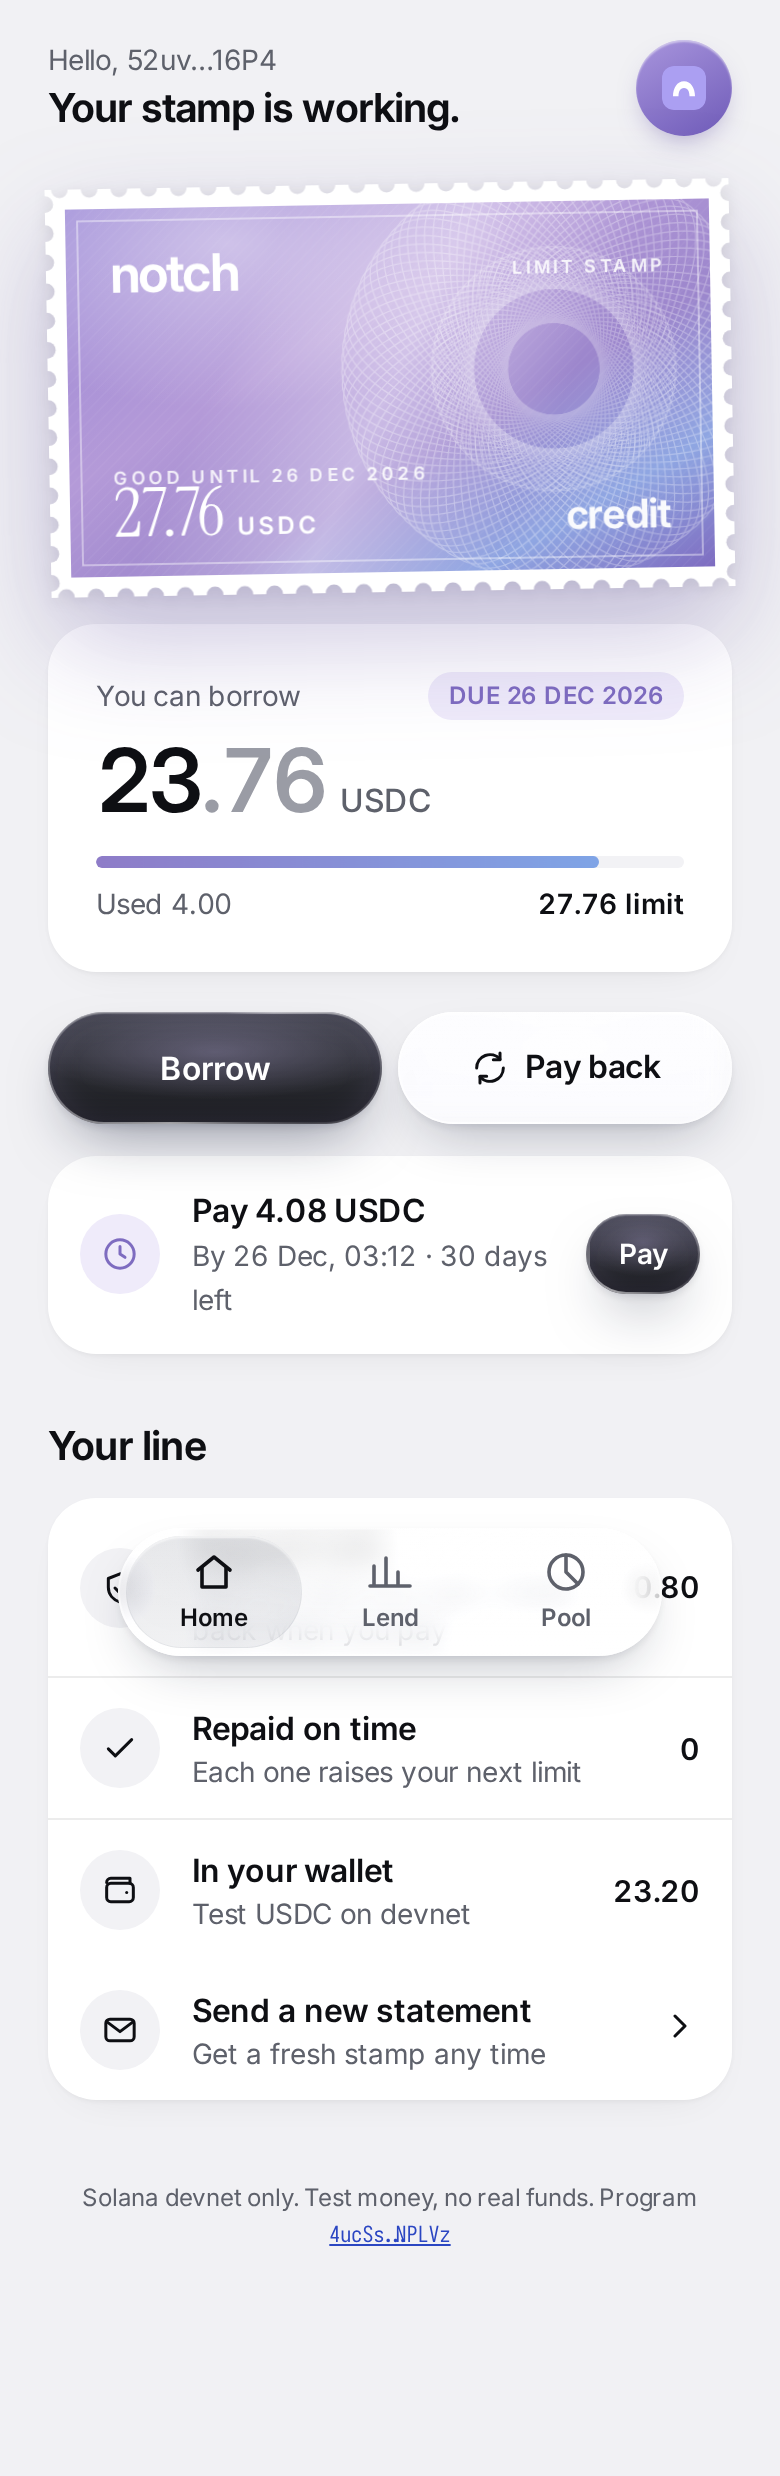 Hello, 52uv...16P4
Your stamp is working.
notch
LIMIT STAMP
GOOD UNTIL 26 DEC 2026
27.76 USDC
credit
You can borrow
DUE 26 DEC 2026
23.76 USDC
Used 4.00
27.76 limit
Borrow
Pay back
Pay 4.08 USDC
By 26 Dec, 03:12 · 30 days
left
Pay
Your line
0.80
back when you pay
Home
Lend
Pool
Repaid on time
0
Each one raises your next limit
In your wallet
23.20
Test USDC on devnet
Send a new statement
Get a fresh stamp any time
Solana devnet only. Test money, no real funds. Program
4ucSs…NPLVz